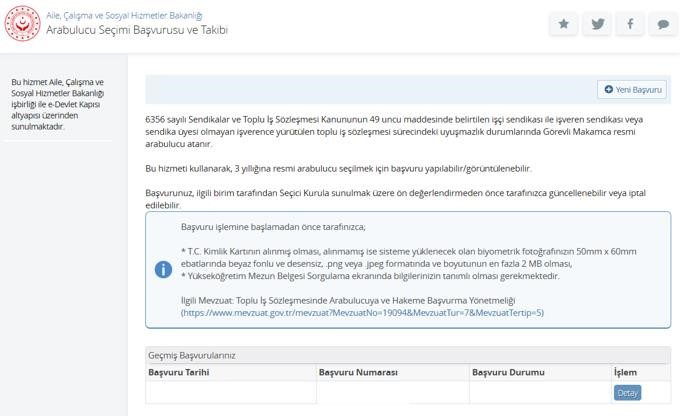 Aile, Çalışma ve Sosyal Hizmetler Bakanlığı
Arabulucu Seçimi Başvurusu ve Takibi
Bu hizmet Aile, Çalışma ve
Sosyal Hizmetler Bakanlığı
işbirliği ile e-Devlet Kapısı
altyapısı üzerinden
sunulmaktadır.
Yeni Başvuru
6356 sayılı Sendikalar ve Toplu İş Sözleşmesi Kanununun 49 uncu maddesinde belirtilen işçi sendikası ile işveren sendikası veya
sendika üyesi olmayan işverence yürütülen toplu iş sözleşmesi sürecindeki uyuşmazlık durumlarında Görevli Makamca resmi
arabulucu atanır.
Bu hizmeti kullanarak, 3 yıllığına resmi arabulucu seçilmek için başvuru yapılabilir/görüntülenebilir.
Başvurunuz, ilgili birim tarafından Seçici Kurula sunulmak üzere ön değerlendirmeden önce tarafınızca güncellenebilir veya iptal
edilebilir.
Başvuru işlemine başlamadan önce tarafınızca;
* T.C. Kimlik Kartının alınmış olması, alınmamış ise sisteme yüklenecek olan biyometrik fotoğrafınızın 50mm x 60mm
ebatlarında beyaz fonlu ve desensiz, .png veya .jpeg formatında ve boyutunun en fazla 2 MB olması,
* Yükseköğretim Mezun Belgesi Sorgulama ekranında bilgilerinizin tanımlı olması gerekmektedir.
İlgili Mevzuat: Toplu İş Sözleşmesinde Arabulucuya ve Hakeme Başvurma Yönetmeliği
(https://www.mevzuat.gov.tr/mevzuat?MevzuatNo=19094&MevzuatTur=7&MevzuatTertip=5)
Geçmiş Başvurularınız
Başvuru Tarihi Başvuru Numarası Başvuru Durumu İşlem
Detay